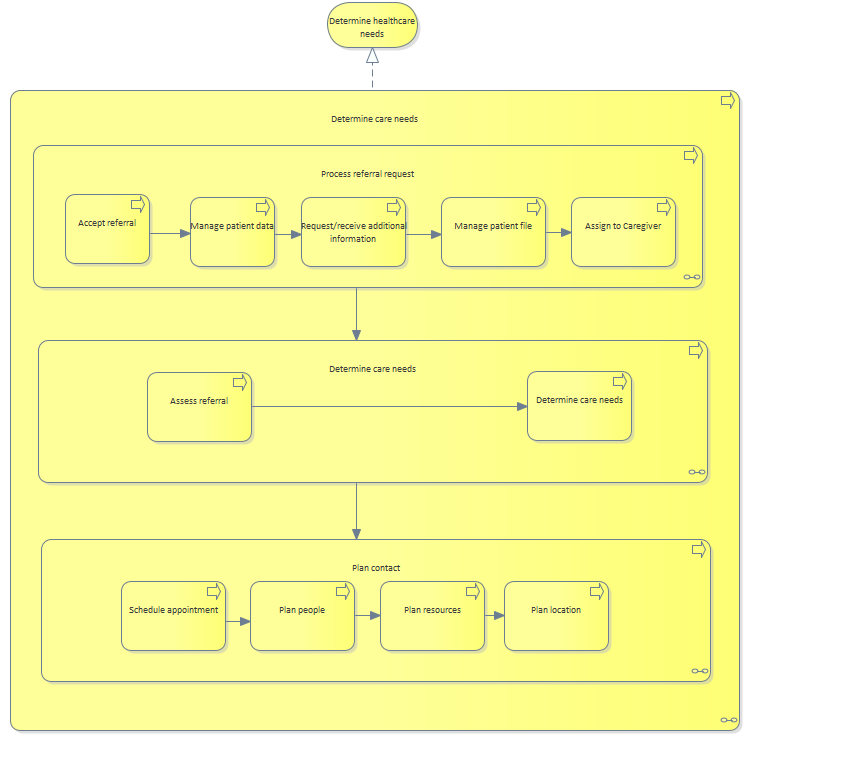 Determine healthcare
needs
Determine care needs
Process referral request
Accept referral
Manage patient data
Request/receive additional
information
Manage patient file
Assign to Caregiver
Determine care needs
Assess referral
Determine care needs
Plan contact
Schedule appointment
Plan people
Plan resources
Plan location